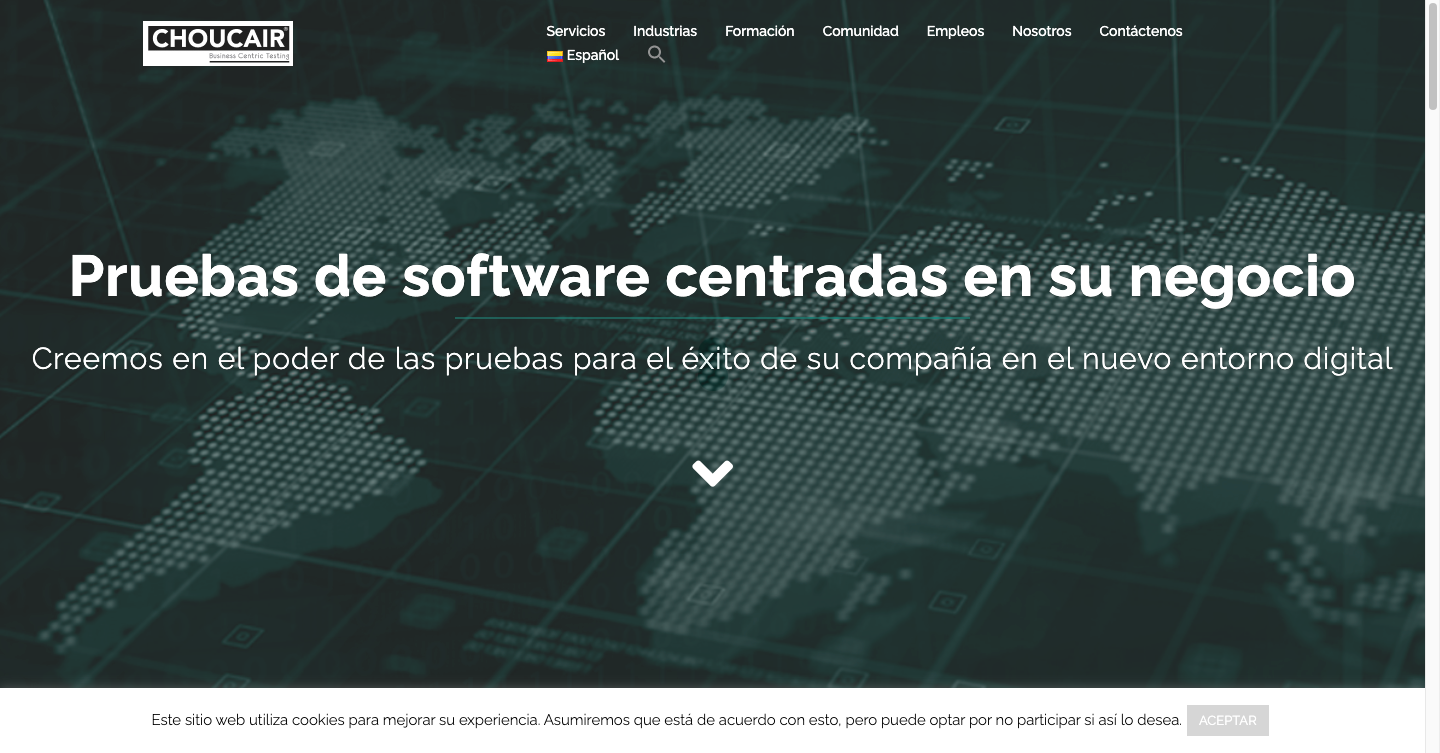 CHOUCAIR
Business Centric Testing
Servicios Industrias Formación Comunidad Empleos Nosotros Contáctenos
Español
Pruebas de software centradas en su negocio
Creemos en el poder de las pruebas para el éxito de su compañía en el nuevo entorno digital
Este sitio web utiliza cookies para mejorar su experiencia. Asumiremos que está de acuerdo con esto, pero puede optar por no participar si así lo desea. ACEPTAR